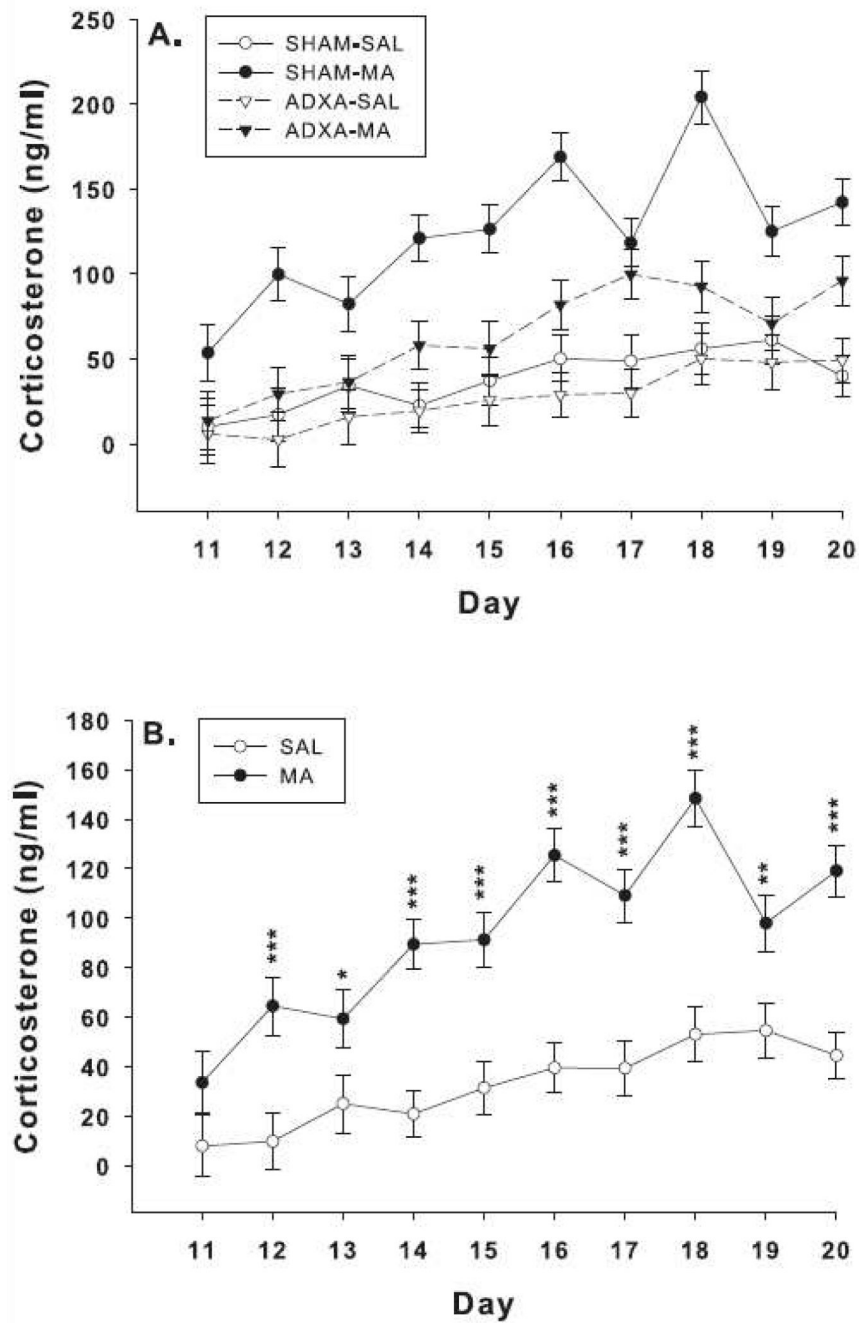 A.
SHAM-SAL
SHAM-MA
ADXA-SAL
ADXA-MA
Corticosterone (ng/ml)
250
200
150
100
50
0
11 12 13 14 15 16 17 18 19 20
Day
B.
SAL
MA
Corticosterone (ng/ml)
180
160
140
120
100
80
60
40
20
0
*** * *** *** *** *** *** ** ***
11 12 13 14 15 16 17 18 19 20
Day